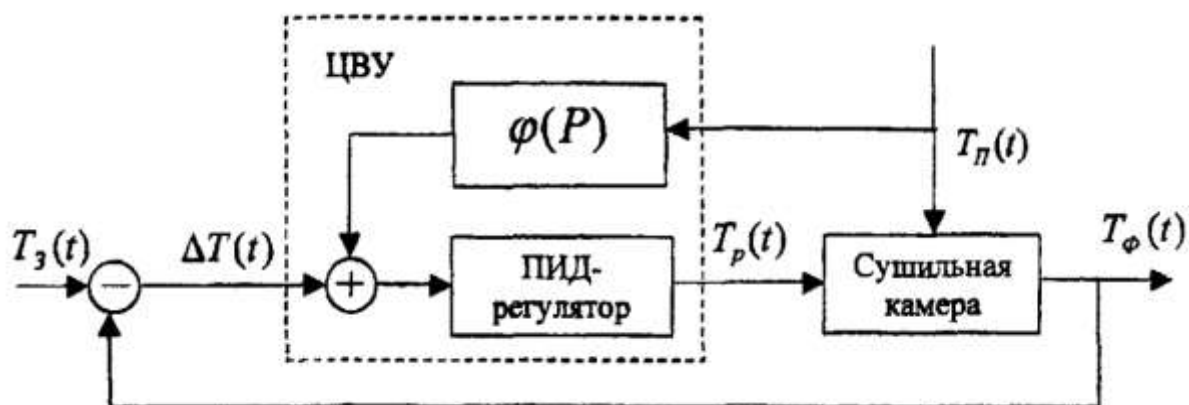 ЦВУ
φ(P)
T_П(t)
T_З(t)
ΔT(t)
+
ПИД-
регулятор
T_р(t)
Сушильная
камера
T_Ф(t)
−